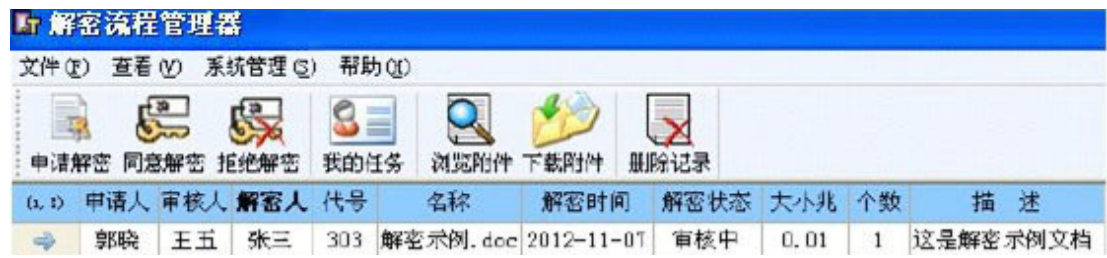 解密流程管理器
文件(F) 查看(V) 系统管理(S) 帮助(X)
申请解密 同意解密 拒绝解密 我的任务 浏览附件 下载附件 删除记录
(1, 1) 申请人 审核人 解密人 代号 名称 解密时间 解密状态 大小兆 个数 描 述
郭晓 王五 张三 303 解密示例.doc 2012-11-07 审核中 0.01 1 这是解密示例文档